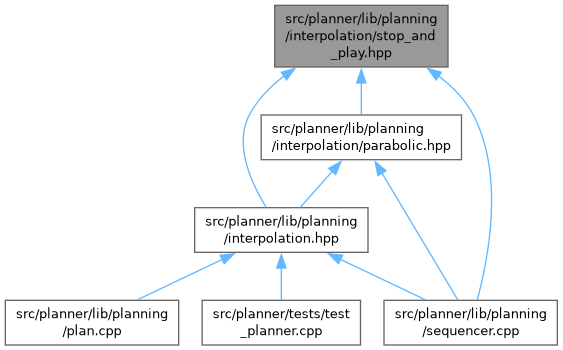 src/planner/lib/planning
/interpolation/stop_and
_play.hpp
src/planner/lib/planning
/interpolation/parabolic.hpp
src/planner/lib/planning
/interpolation.hpp
src/planner/lib/planning
/plan.cpp
src/planner/tests/test
_planner.cpp
src/planner/lib/planning
/sequencer.cpp